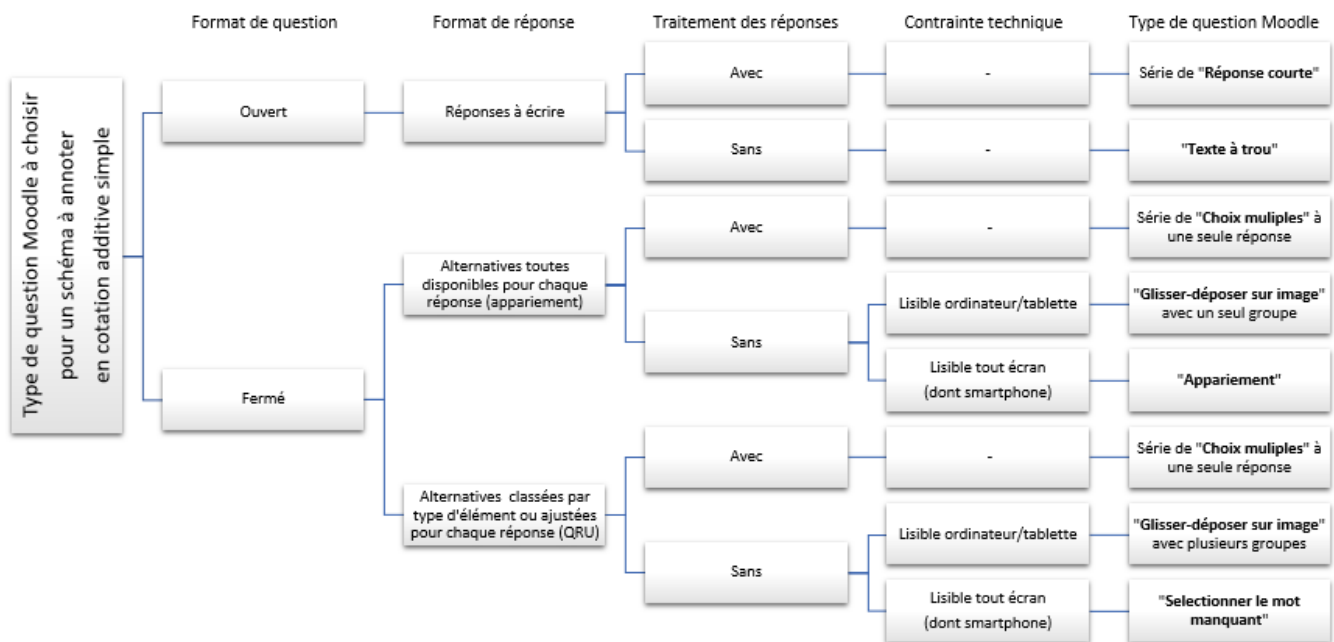 Format de question
Format de réponse
Traitement des réponses
Contrainte technique
Type de question Moodle
Type de question Moodle à choisir
pour un schéma à annoter
en cotation additive simple
Ouvert
Réponses à écrire
Avec
-
Série de "Réponse courte"
Sans
-
"Texte à trou"
Fermé
Alternatives toutes
disponibles pour chaque
réponse (appariement)
Avec
-
Série de "Choix muliples" à
une seule réponse
Sans
Lisible ordinateur/tablette
"Glisser-déposer sur image"
avec un seul groupe
Lisible tout écran
(dont smartphone)
"Appariement"
Alternatives classées par
type d'élément ou ajustées
pour chaque réponse (QRU)
Avec
-
Série de "Choix muliples" à
une seule réponse
Sans
Lisible ordinateur/tablette
"Glisser-déposer sur image"
avec plusieurs groupes
Lisible tout écran
(dont smartphone)
"Selectionner le mot
manquant"